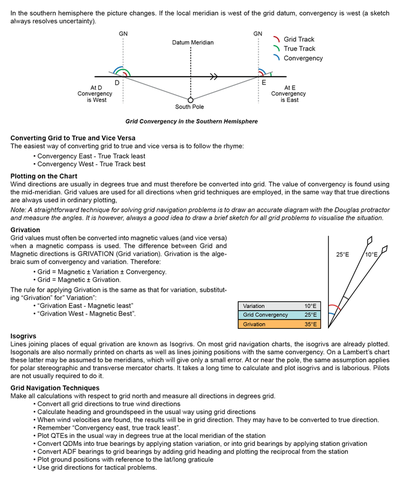 In the southern hemisphere the picture changes. If the local meridian is west of the grid datum, convergency is west (a sketch
always resolves uncertainty).
GN
Datum Meridian
GN
Grid Track
True Track
Convergency
D
E
At D
Convergency
is West
At E
Convergency
is East
South Pole
Grid Convergency in the Southern Hemisphere
Converting Grid to True and Vice Versa
The easiest way of converting grid to true and vice versa is to follow the rhyme:
• Convergency East - True Track least
• Convergency West - True Track best
Plotting on the Chart
Wind directions are usually in degrees true and must therefore be converted into grid. The value of convergency is found using
the mid-meridian. Grid values are used for all directions when grid techniques are employed, in the same way that true directions
are always used in ordinary plotting,
Note: A straightforward technique for solving grid navigation problems is to draw an accurate diagram with the Douglas protractor
and measure the angles. It is however, always a good idea to draw a brief sketch for all grid problems to visualise the situation.
Grivation
Grid values must often be converted into magnetic values (and vice versa)
when a magnetic compass is used. The difference between Grid and
Magnetic directions is GRIVATION (Grid variation). Grivation is the alge-
braic sum of convergency and variation. Therefore:
• Grid = Magnetic ± Variation ± Convergency.
• Grid = Magnetic ± Grivation.
The rule for applying Grivation is the same as that for variation, substitut-
ing “Grivation” for” Variation”:
• “Grivation East - Magnetic least”
• “Grivation West - Magnetic Best”.
25°E
10°E
Variation 10°E
Grid Convergency 25°E
Grivation 35°E
Isogrivs
Lines joining places of equal grivation are known as Isogrivs. On most grid navigation charts, the isogrivs are already plotted.
Isogonals are also normally printed on charts as well as lines joining positions with the same convergency. On a Lambert's chart
these latter may be assumed to be meridians, which will give only a small error. At or near the pole, the same assumption applies
for polar stereographic and transverse mercator charts. It takes a long time to calculate and plot isogrivs and is laborious. Pilots
are not usually required to do it.
Grid Navigation Techniques
Make all calculations with respect to grid north and measure all directions in degrees grid.
• Convert all grid directions to true wind directions
• Calculate heading and groundspeed in the usual way using grid directions
• When wind velocities are found, the results will be in grid direction. They may have to be converted to true direction.
• Remember “Convergency east, true track least”.
• Plot QTEs in the usual way in degrees true at the local meridian of the station
• Convert QDMs into true bearings by applying station variation, or into grid bearings by applying station grivation
• Convert ADF bearings to grid bearings by adding grid heading and plotting the reciprocal from the station
• Plot ground positions with reference to the lat/long graticule
• Use grid directions for tactical problems.